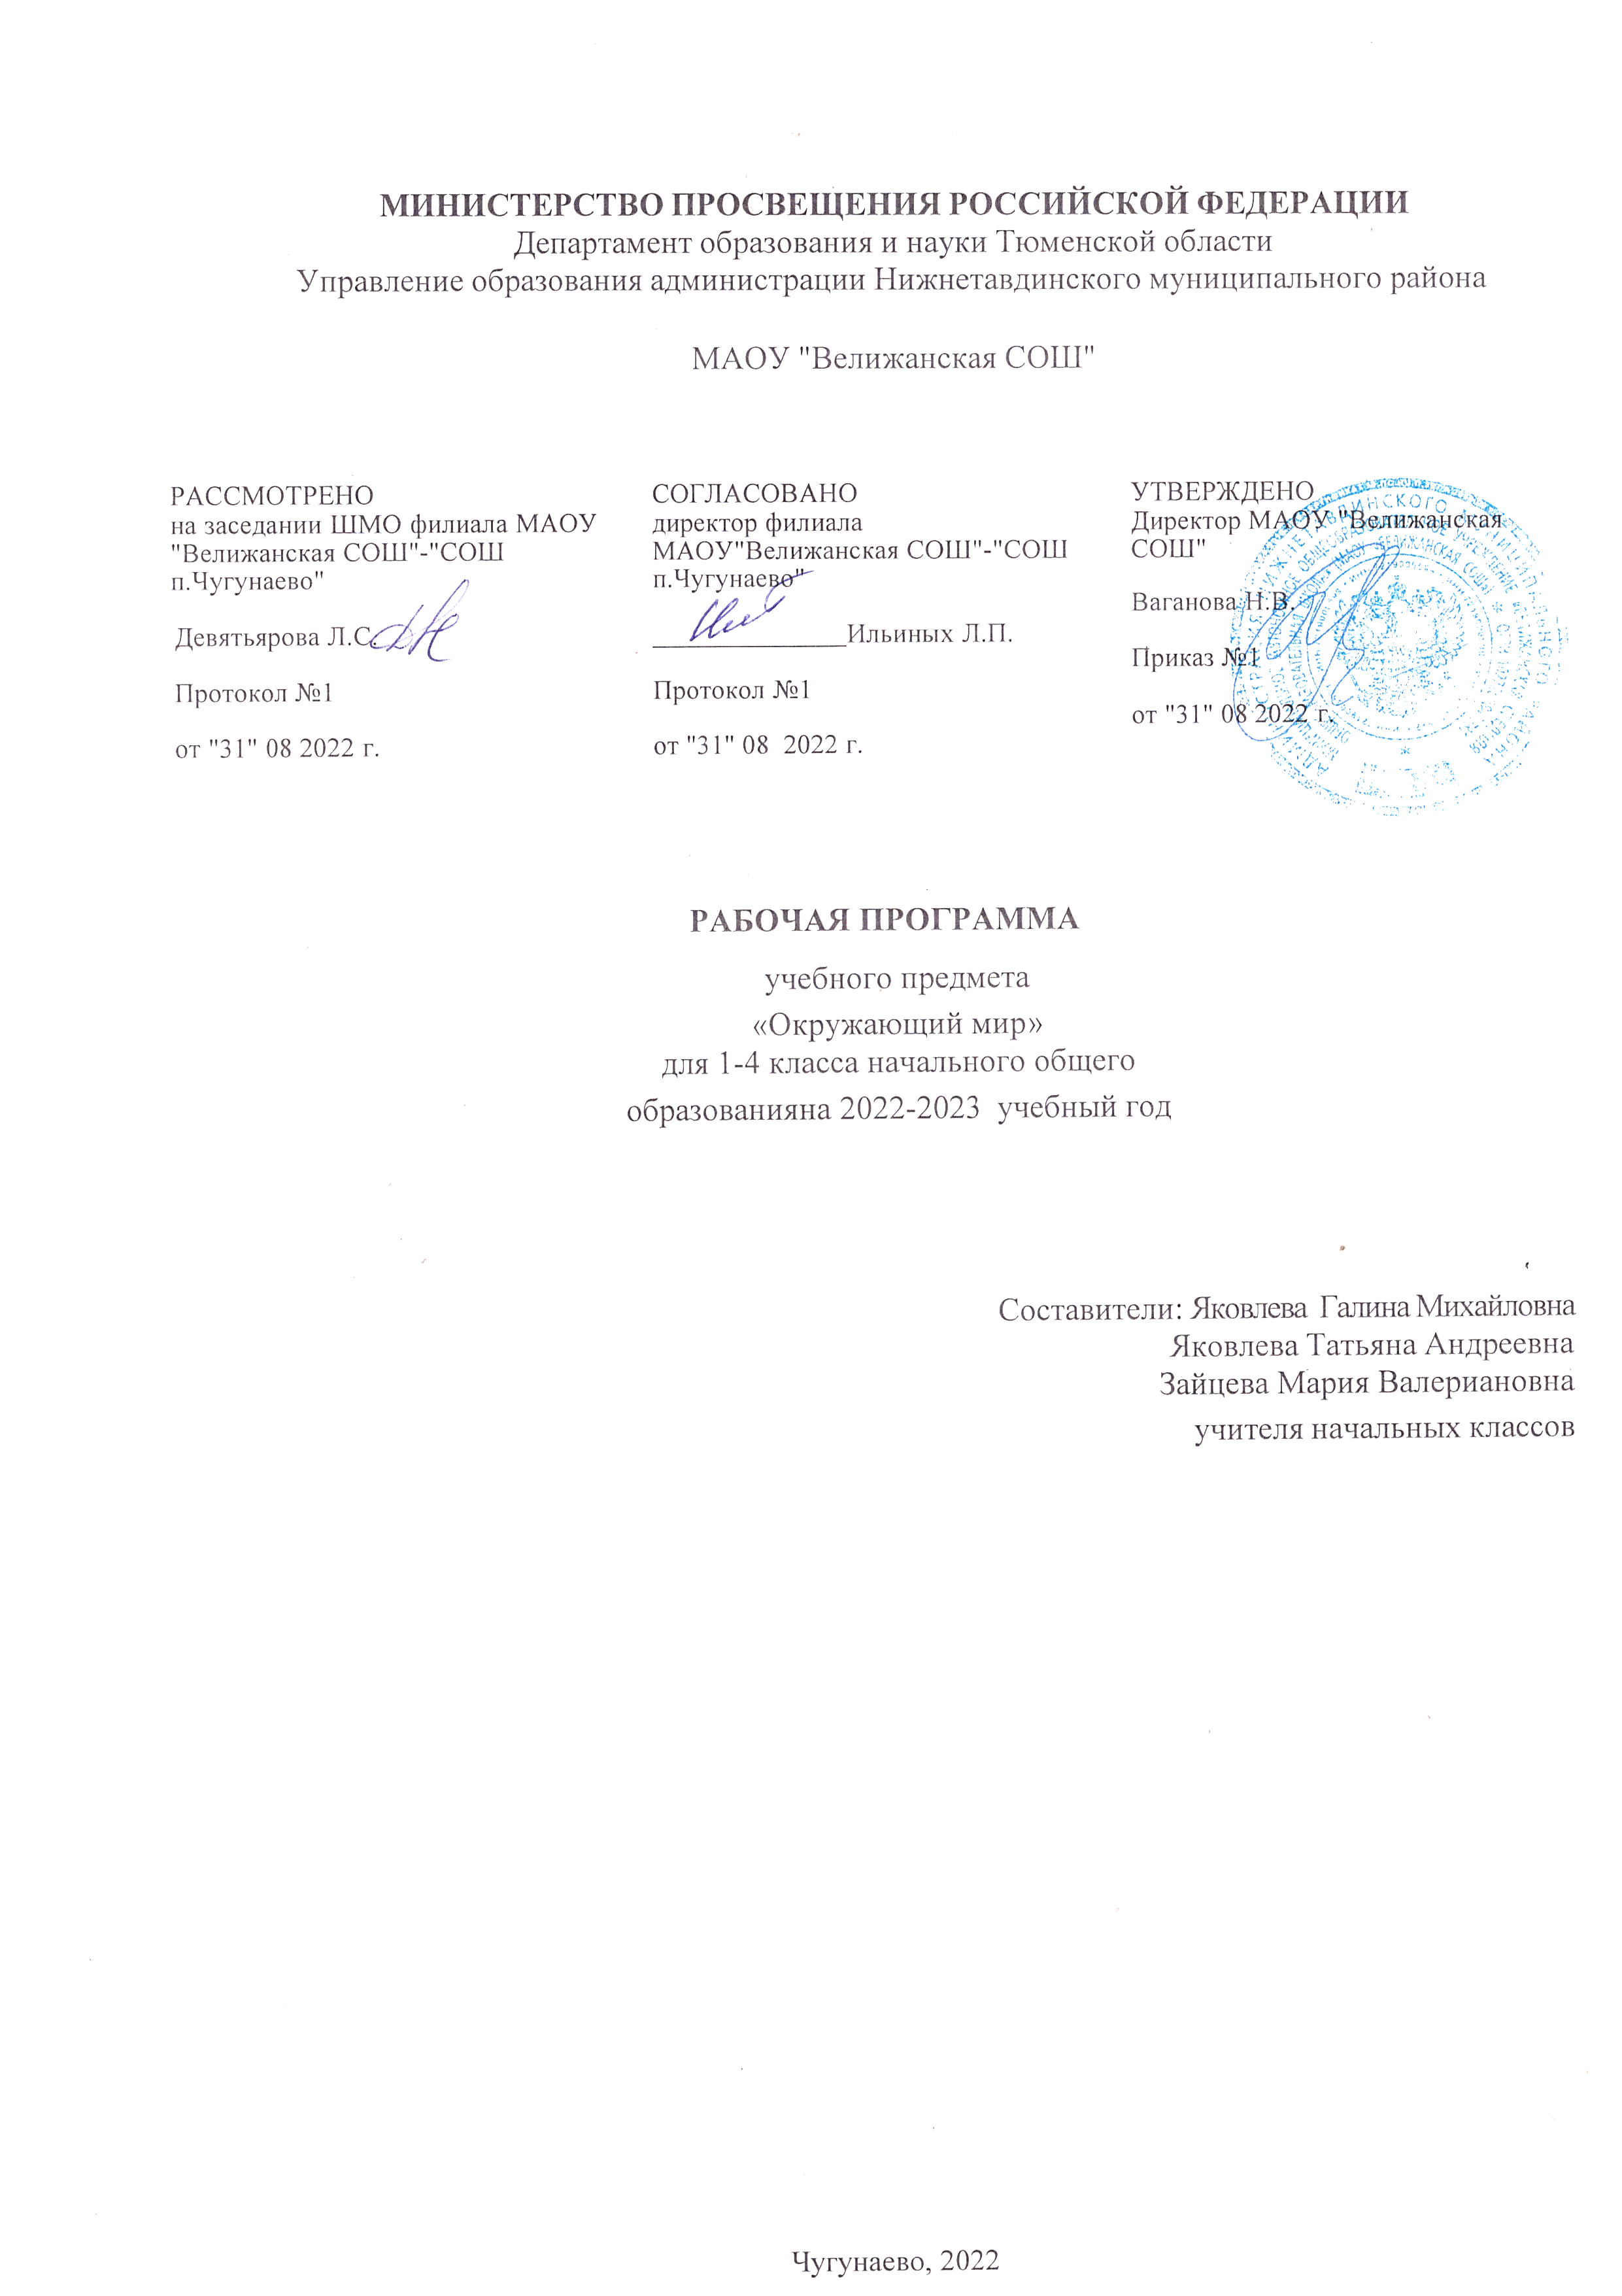 МИНИСТЕРСТВО ПРОСВЕЩЕНИЯ РОССИЙСКОЙ ФЕДЕРАЦИИ
Департамент образования и науки Тюменской области
Управление образования администрации Нижнетавдинского муниципального района
МАОУ "Велижанская СОШ"
РАССМОТРЕНО
на заседании ШМО филиала МАОУ
"Велижанская СОШ"-"СОШ
п.Чугунаево"
Девятьярова Л.С.
Протокол №1
от "31" 08 2022 г.
СОГЛАСОВАНО
директор филиала
МАОУ"Велижанская СОШ"-"СОШ
п.Чугунаево"
______________Ильиных Л.П.
Протокол №1
от "31" 08  2022 г.
УТВЕРЖДЕНО
Директор МАОУ "Велижанская
СОШ"
Ваганова Н.В.
Приказ №1
от "31" 08 2022 г.
РАБОЧАЯ ПРОГРАММА
учебного предмета
«Окружающий мир»
для 1-4 класса начального общего
образованияна 2022-2023  учебный год
Составители: Яковлева  Галина Михайловна
Яковлева Татьяна Андреевна
Зайцева Мария Валериановна
учителя начальных классов
Чугунаево, 2022